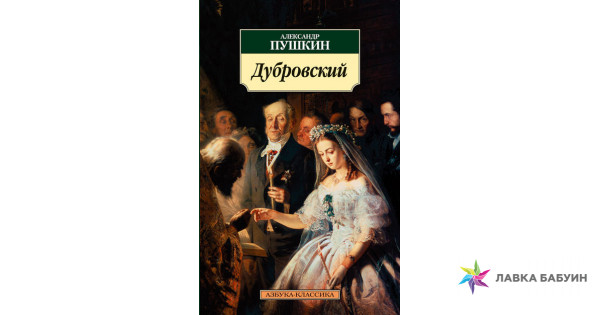 АЛЕКСАНДР
ПУШКИН
Дубровский
АЗБУКА-КЛАССИКА
ЛАВКА БАБУИН